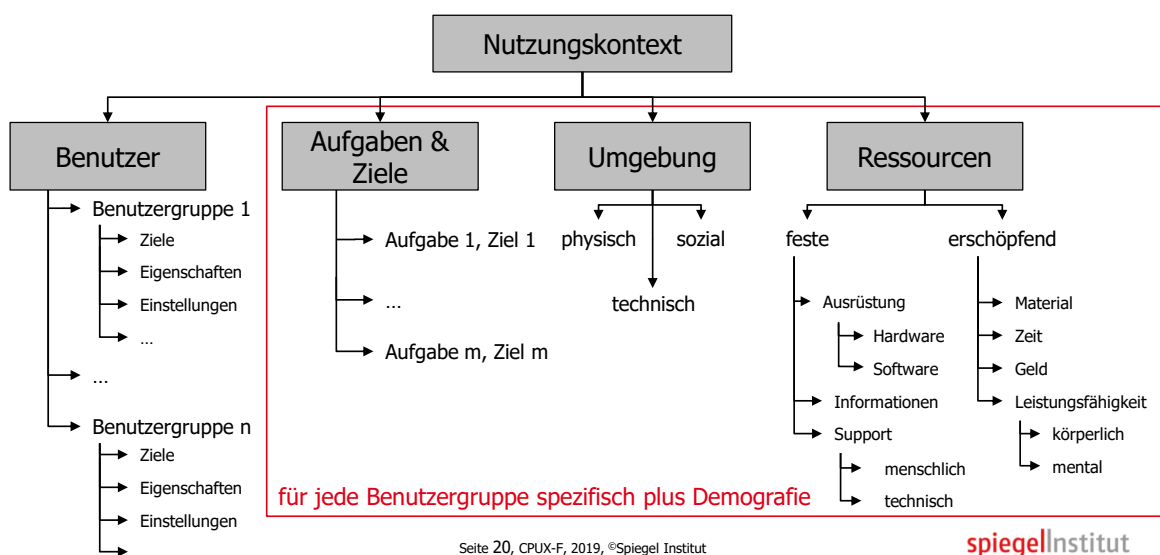 Nutzungskontext
Benutzer
Benutzergruppe 1
Ziele
Eigenschaften
Einstellungen
...
...
Benutzergruppe n
Ziele
Eigenschaften
Einstellungen
Aufgaben &
Ziele
Aufgabe 1, Ziel 1
...
Aufgabe m, Ziel m
Umgebung
physisch
sozial
technisch
Ressourcen
feste
Ausrüstung
Hardware
Software
Informationen
Support
menschlich
technisch
erschöpfend
Material
Zeit
Geld
Leistungsfähigkeit
körperlich
mental
für jede Benutzergruppe spezifisch plus Demografie
Seite 20, CPUX-F, 2019, ©Spiegel Institut
spiegelInstitut